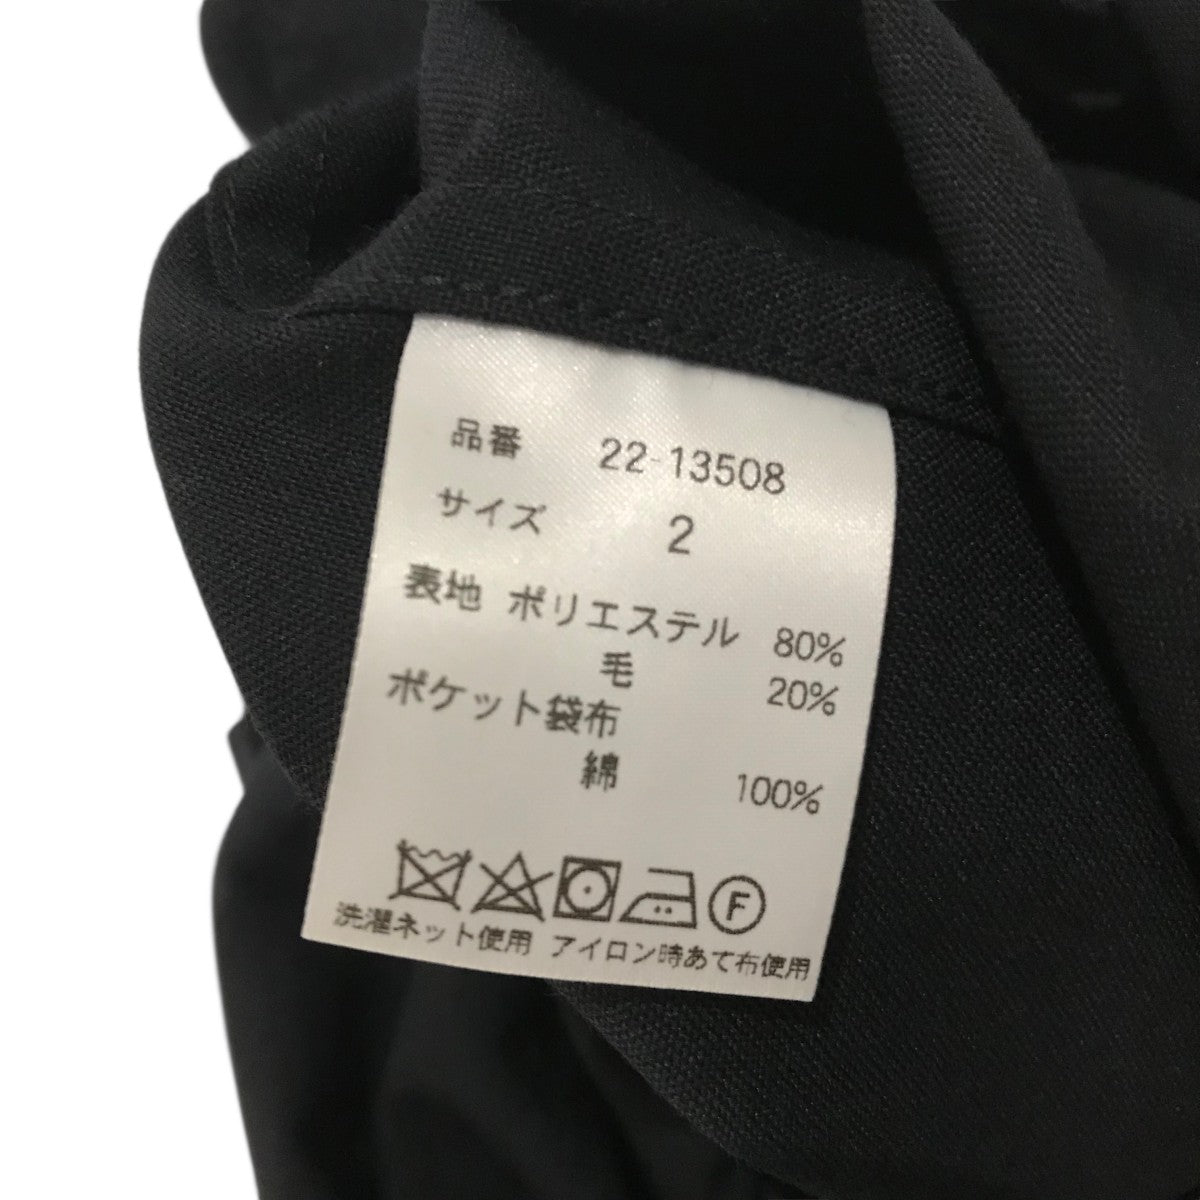 品番 22-13508
サイズ 2
表地 ポリエステル 80%
毛 20%
ポケット袋布
綿 100%
F
洗濯ネット使用 アイロン時あて布使用